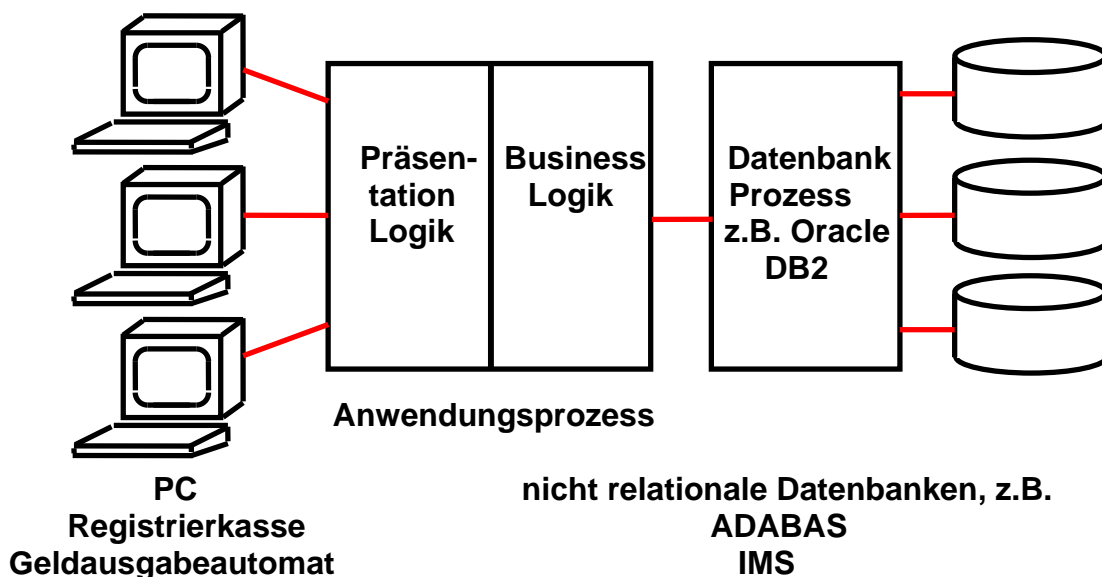 Präsen-
tation
Logik
Business
Logik
Datenbank
Prozess
z.B. Oracle
DB2
Anwendungsprozess
PC
Registrierkasse
Geldausgabeautomat
nicht relationale Datenbanken, z.B.
ADABAS
IMS